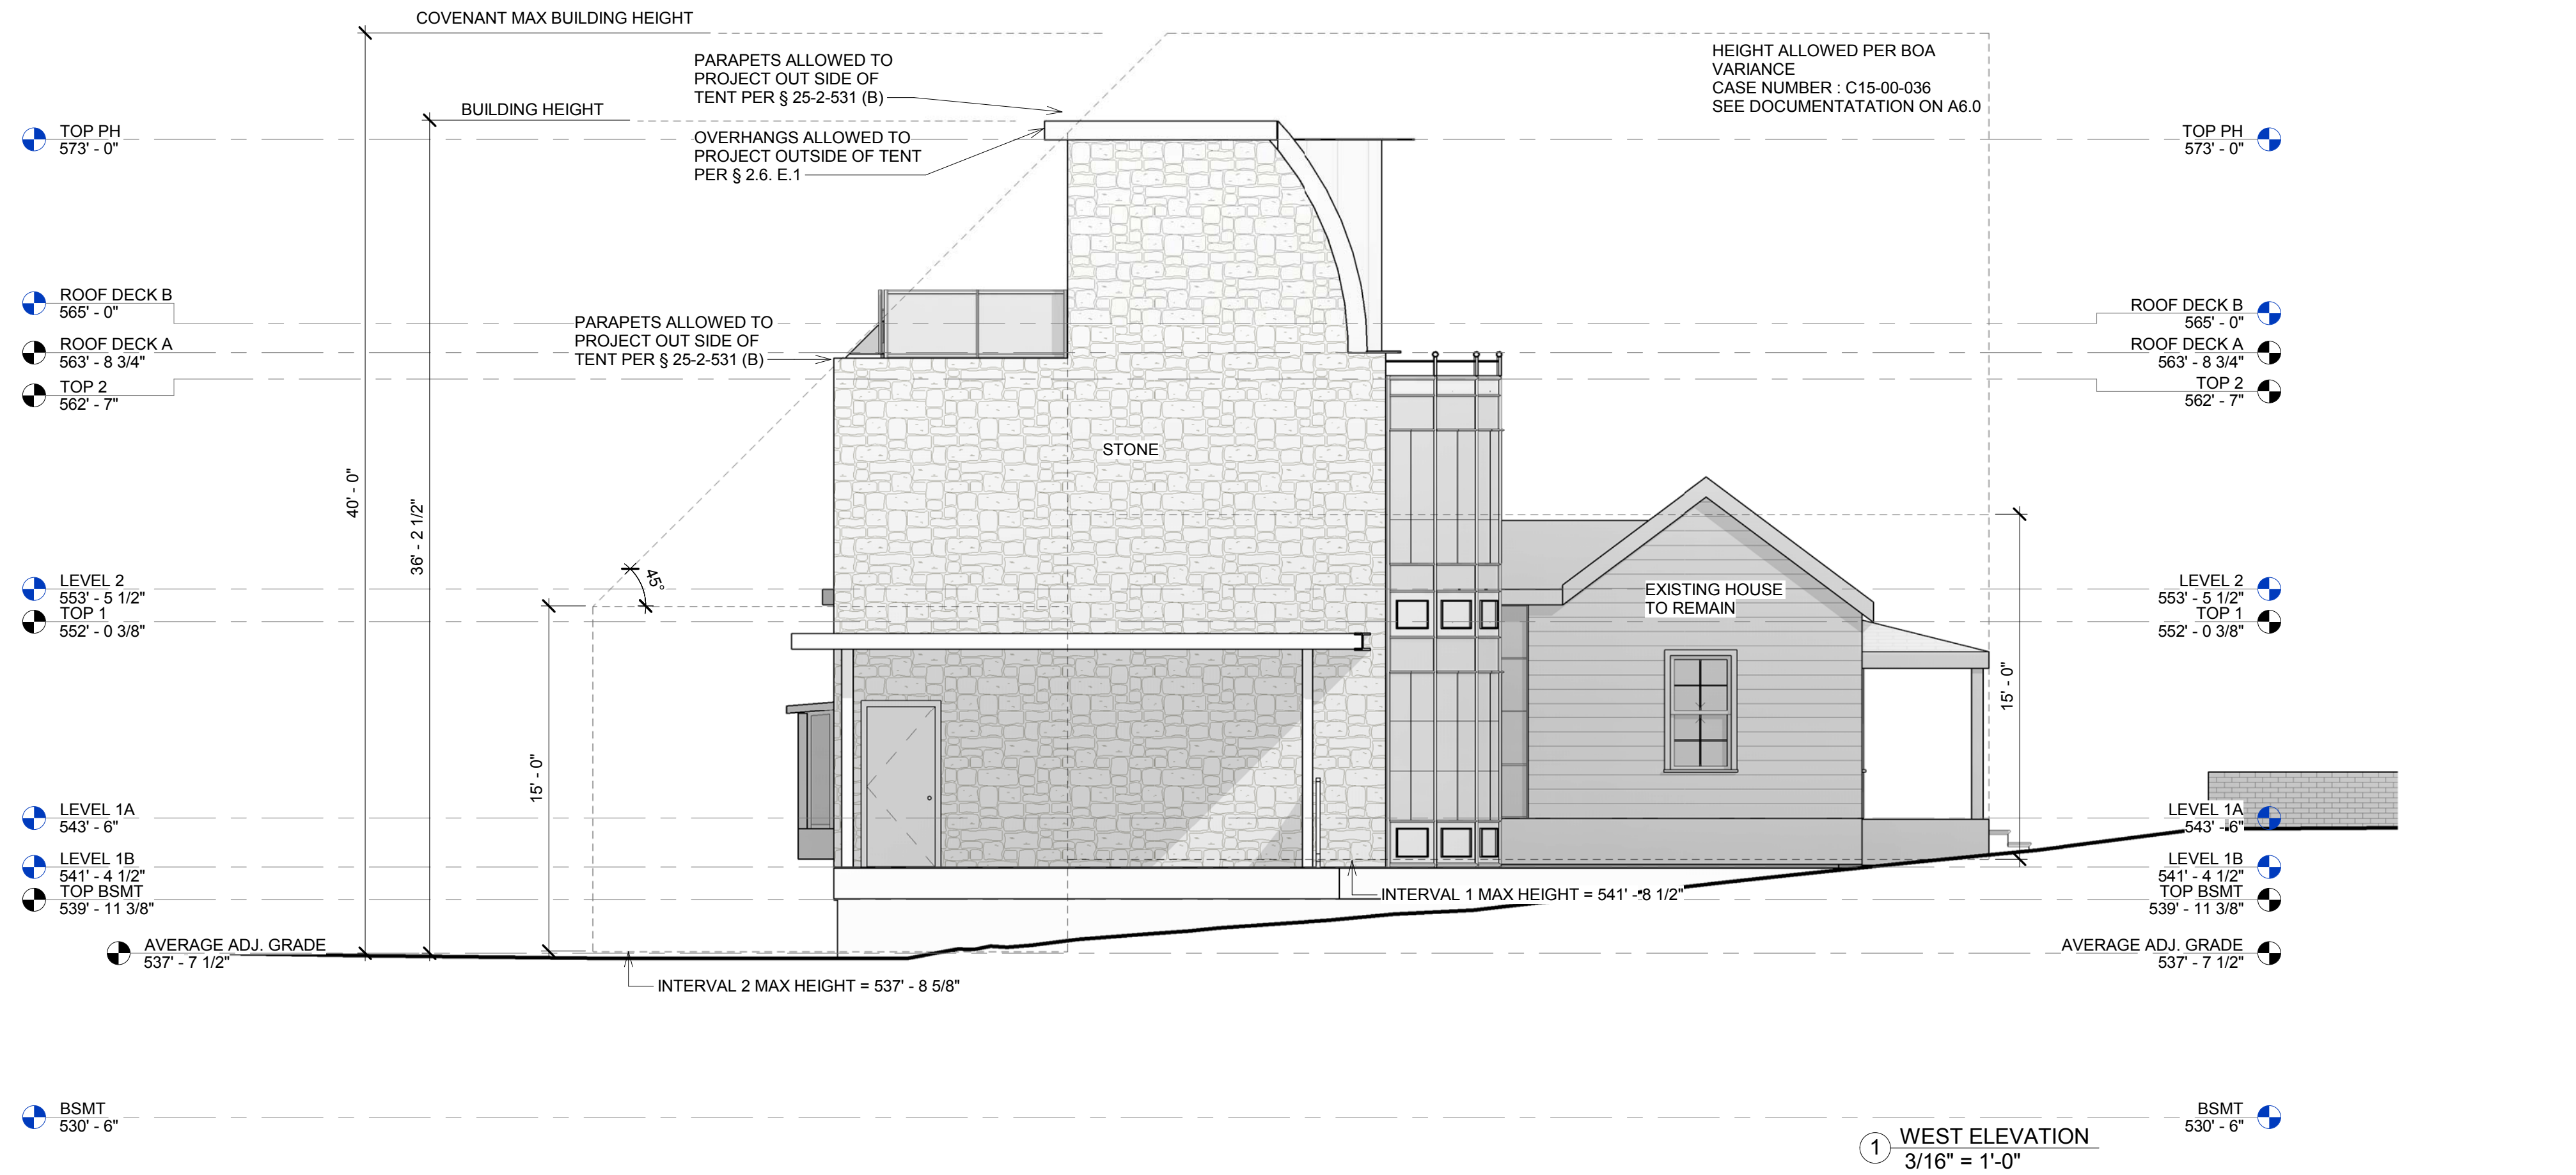 COVENANT MAX BUILDING HEIGHT
PARAPETS ALLOWED TO
PROJECT OUT SIDE OF
TENT PER § 25-2-531 (B)
HEIGHT ALLOWED PER BOA
VARIANCE
CASE NUMBER : C15-00-036
SEE DOCUMENTATATION ON A6.0
BUILDING HEIGHT
OVERHANGS ALLOWED TO
PROJECT OUTSIDE OF TENT
PER § 2.6. E.1
TOP PH
573' - 0"
TOP PH
573' - 0"
ROOF DECK B
565' - 0"
ROOF DECK B
565' - 0"
PARAPETS ALLOWED TO
PROJECT OUT SIDE OF
TENT PER § 25-2-531 (B)
ROOF DECK A
563' - 8 3/4"
ROOF DECK A
563' - 8 3/4"
TOP 2
562' - 7"
TOP 2
562' - 7"
STONE
40' - 0"
36' - 2 1/2"
45°
LEVEL 2
553' - 5 1/2"
LEVEL 2
553' - 5 1/2"
EXISTING HOUSE
TO REMAIN
TOP 1
552' - 0 3/8"
TOP 1
552' - 0 3/8"
15' - 0"
15' - 0"
LEVEL 1A
543' - 6"
LEVEL 1A
543' - 6"
LEVEL 1B
541' - 4 1/2"
LEVEL 1B
541' - 4 1/2"
TOP BSMT
539' - 11 3/8"
INTERVAL 1 MAX HEIGHT = 541' - 8 1/2"
TOP BSMT
539' - 11 3/8"
AVERAGE ADJ. GRADE
537' - 7 1/2"
AVERAGE ADJ. GRADE
537' - 7 1/2"
INTERVAL 2 MAX HEIGHT = 537' - 8 5/8"
BSMT
530' - 6"
BSMT
530' - 6"
1 WEST ELEVATION
3/16" = 1'-0"